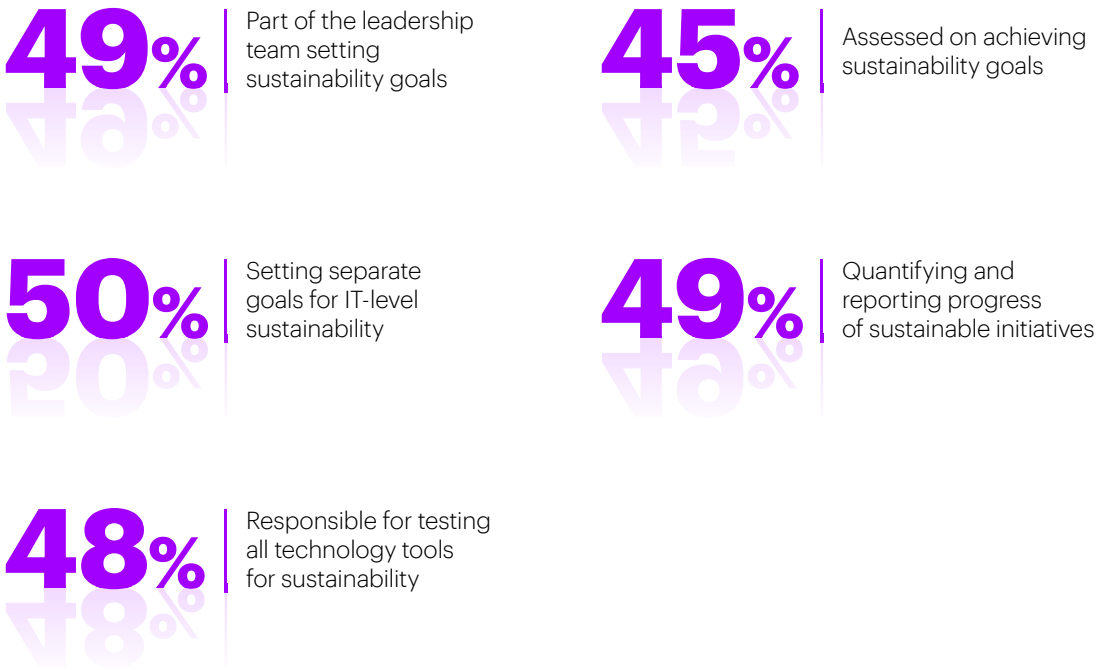 49%
Part of the leadership
team setting
sustainability goals
45%
Assessed on achieving
sustainability goals
50%
Setting separate
goals for IT-level
sustainability
49%
Quantifying and
reporting progress
of sustainable initiatives
48%
Responsible for testing
all technology tools
for sustainability